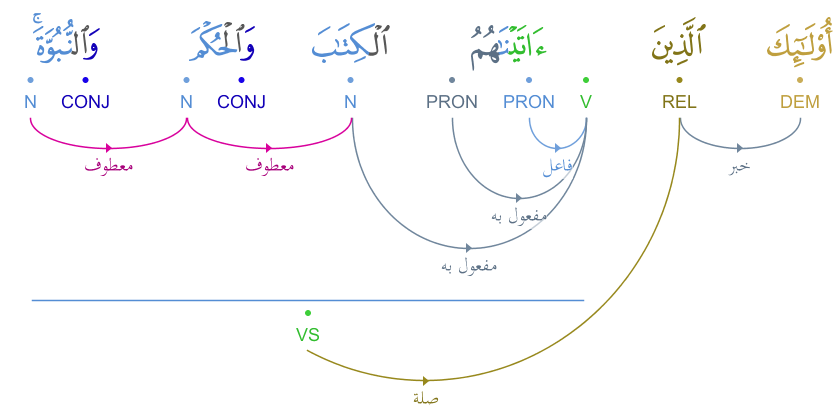 أُو۟لَـٰٓئِكَ ٱلَّذِينَ ءَاتَيْنَـٰهُمُ ٱلْكِتَـٰبَ وَٱلْحُكْمَ وَٱلنُّبُوَّةَ ۚ
DEM REL V PRON PRON N CONJ N CONJ N
خبر
معطوف
معطوف
فاعل
مفعول به
مفعول به
VS
صلة